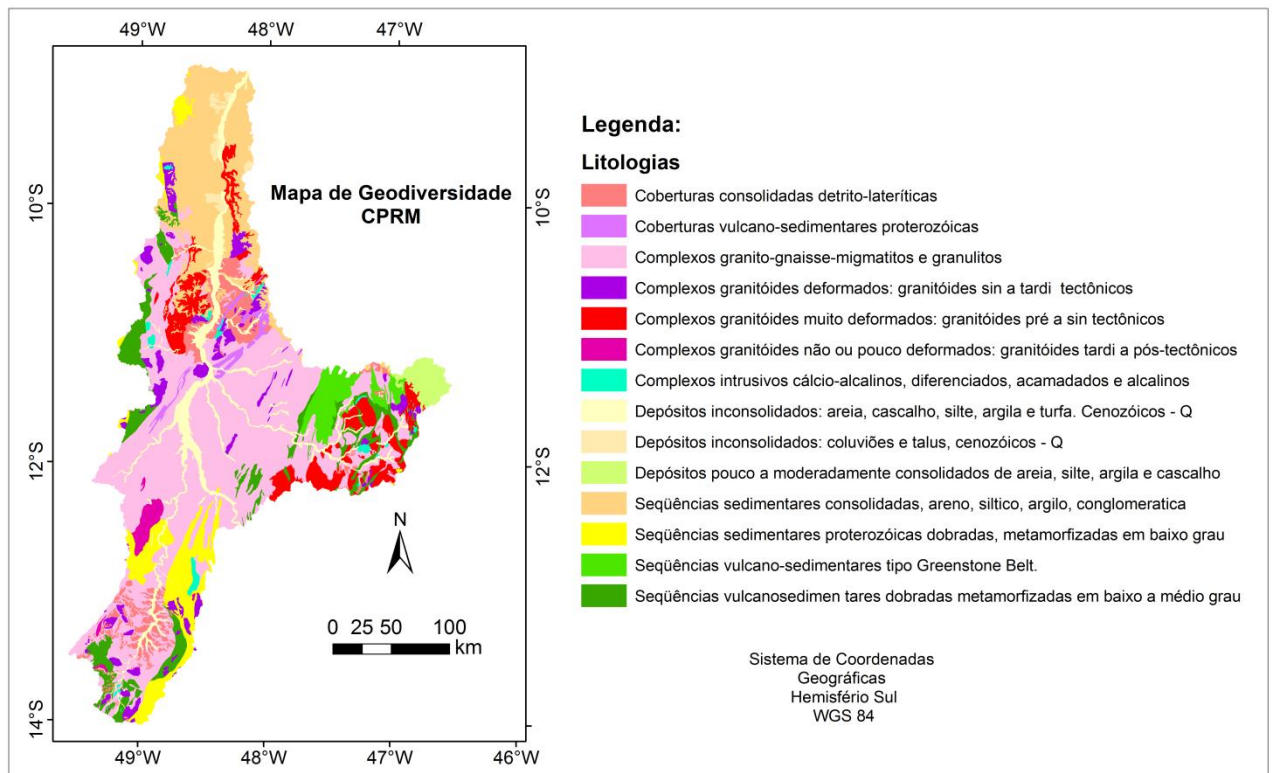 49°W 48°W 47°W
Mapa de Geodiversidade
CPRM
10°S
10°S
12°S
12°S
14°S
N
0 25 50 100
km
49°W 48°W 47°W 46°W
Legenda:
Litologias
Coberturas consolidadas detrito-lateríticas
Coberturas vulcano-sedimentares proterozóicas
Complexos granito-gnaisse-migmatitos e granulitos
Complexos granitóides deformados: granitóides sin a tardi tectônicos
Complexos granitóides muito deformados: granitóides pré a sin tectônicos
Complexos granitóides não ou pouco deformados: granitóides tardi a pós-tectônicos
Complexos intrusivos cálcio-alcalinos, diferenciados, acamadados e alcalinos
Depósitos inconsolidados: areia, cascalho, silte, argila e turfa. Cenozóicos - Q
Depósitos inconsolidados: coluviões e talus, cenozóicos - Q
Depósitos pouco a moderadamente consolidados de areia, silte, argila e cascalho
Seqüências sedimentares consolidadas, areno, siltico, argilo, conglomeratica
Seqüências sedimentares proterozóicas dobradas, metamorfizadas em baixo grau
Seqüências vulcano-sedimentares tipo Greenstone Belt.
Seqüências vulcanosedimen tares dobradas metamorfizadas em baixo a médio grau
Sistema de Coordenadas
Geográficas
Hemisfério Sul
WGS 84